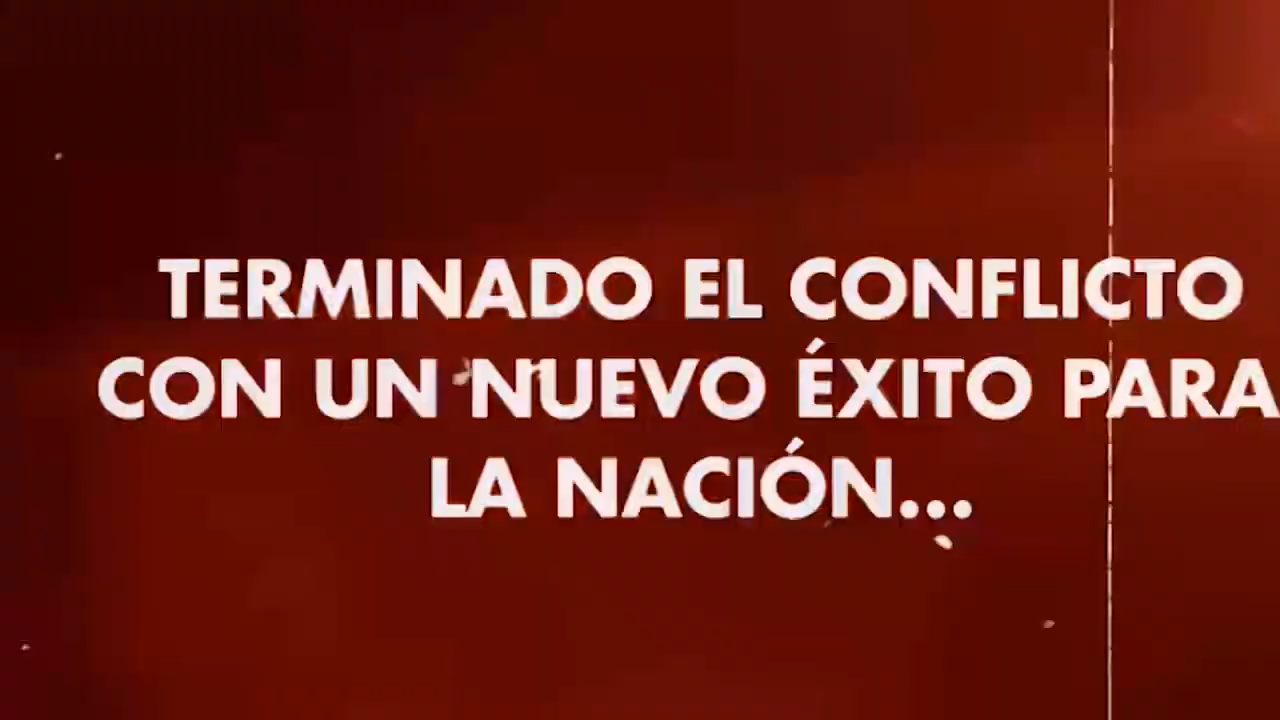 TERMINADO EL CONFLICTO
CON UN NUEVO ÉXITO PARA
LA NACIÓN...